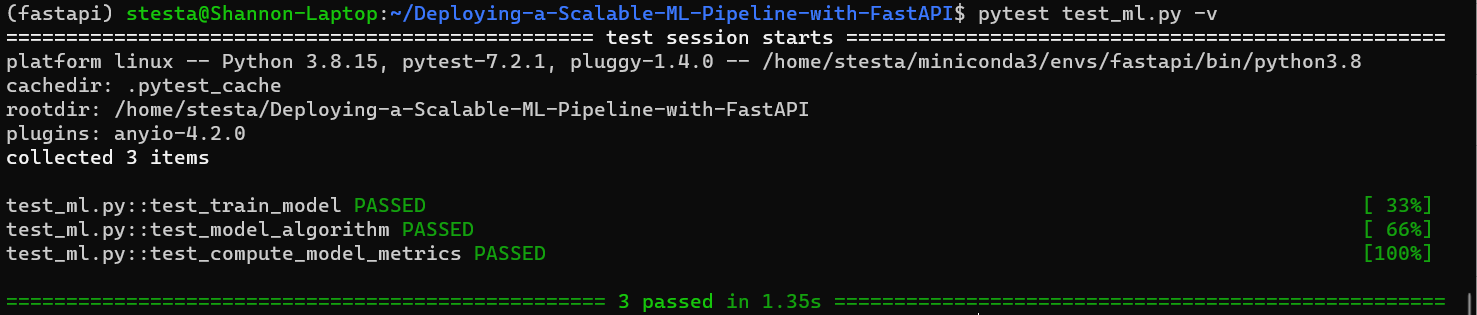 (fastapi) stesta@Shannon-Laptop:~/Deploying-a-Scalable-ML-Pipeline-with-FastAPI$ pytest test_ml.py -v
================================================= test session starts ==================================================
platform linux -- Python 3.8.15, pytest-7.2.1, pluggy-1.4.0 -- /home/stesta/miniconda3/envs/fastapi/bin/python3.8
cachedir: .pytest_cache
rootdir: /home/stesta/Deploying-a-Scalable-ML-Pipeline-with-FastAPI
plugins: anyio-4.2.0
collected 3 items
test_ml.py::test_train_model PASSED [ 33%]
test_ml.py::test_model_algorithm PASSED [ 66%]
test_ml.py::test_compute_model_metrics PASSED [100%]
================================================== 3 passed in 1.35s ===================================================